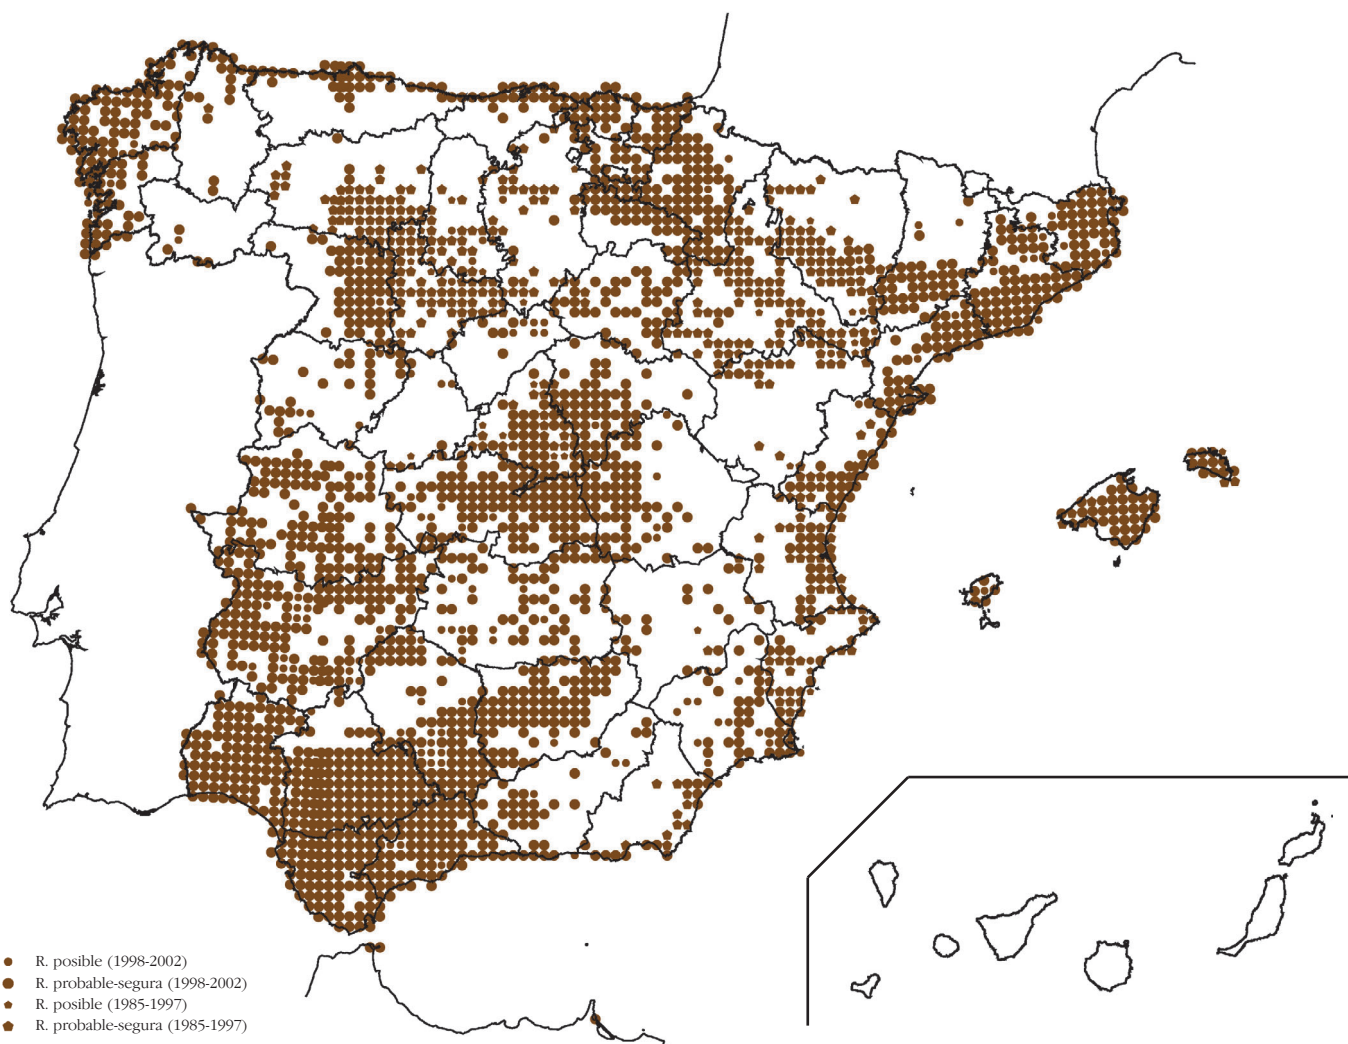 R. posible (1998-2002)
R. probable-segura (1998-2002)
R. posible (1985-1997)
R. probable-segura (1985-1997)